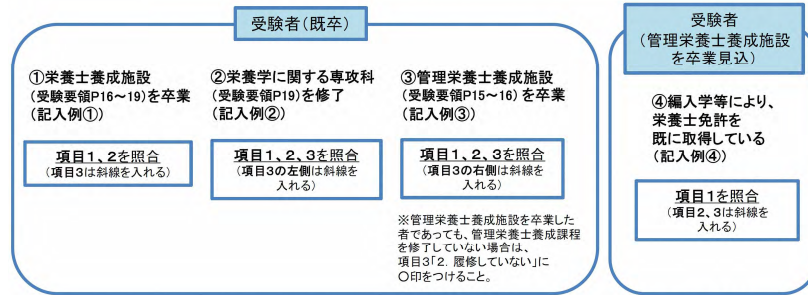 受験者(既卒)
①栄養士養成施設
(受験要領P16～19)を卒業
(記入例①)
項目1、2を照合
(項目3は斜線を入れる)
②栄養学に関する専攻科
(受験要領P19)を修了
(記入例②)
項目1、2、3を照合
(項目3の左側は斜線を
入れる)
③管理栄養士養成施設
(受験要領P15～16)を卒業
(記入例③)
項目1、2、3を照合
(項目3の右側は斜線を
入れる)
※管理栄養士養成施設を卒業した
者であっても、管理栄養士養成課程
を修了していない場合は、
項目3「2．履修していない」に
〇印をつけること。
受験者
(管理栄養士養成施設
を卒業見込)
④編入学等により、
栄養士免許を
既に取得している
(記入例④)
項目1を照合
(項目2、3は斜線を
入れる)